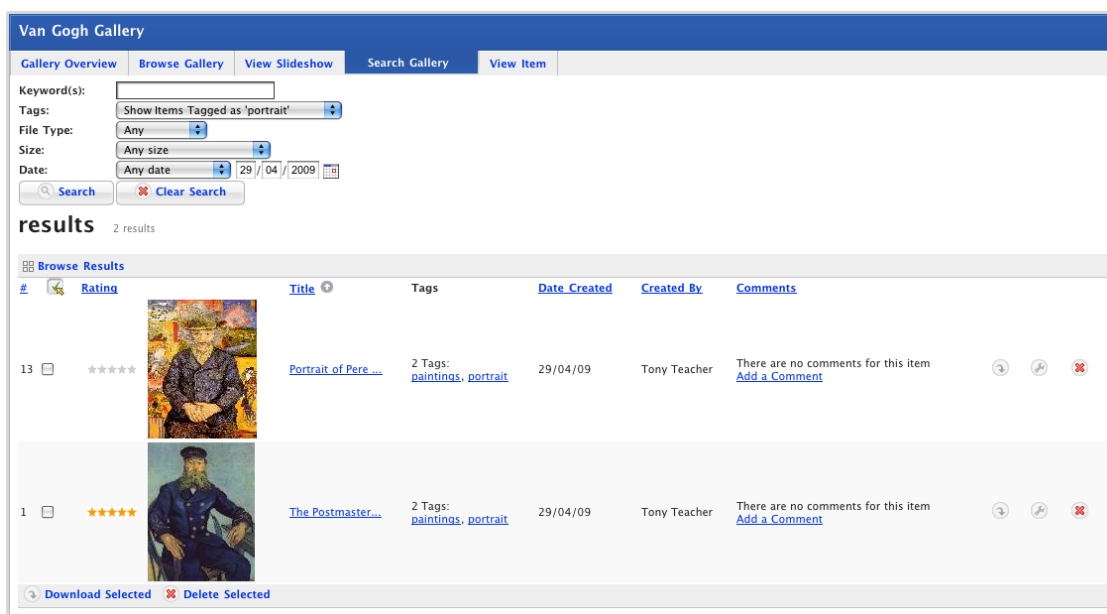 Van Gogh Gallery
Gallery Overview Browse Gallery View Slideshow Search Gallery View Item
Keyword(s):
Tags: Show Items Tagged as 'portrait'
File Type: Any
Size: Any size
Date: Any date 29 / 04 / 2009
Search Clear Search
results 2 results
Browse Results
# Rating Title Tags Date Created Created By Comments
13 Portrait of Pere ... 2 Tags: paintings, portrait 29/04/09 Tony Teacher There are no comments for this item Add a Comment
1 The Postmaster... 2 Tags: paintings, portrait 29/04/09 Tony Teacher There are no comments for this item Add a Comment
Download Selected Delete Selected